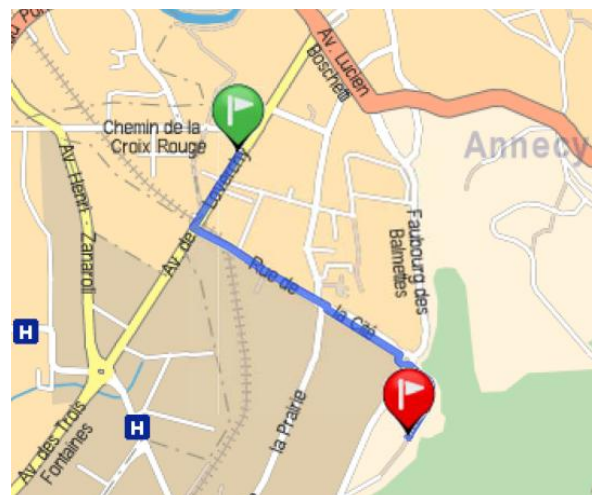 Av. Lucien
Boschetti
Chemin de la
Croix Rouge
Annecy
Av. Henri - Zanaroli
Av. de Loverchy
Rue de la Cité
Faubourg des
Balmettes
H
la Prairie
H
Av. des Trois
Fontaines